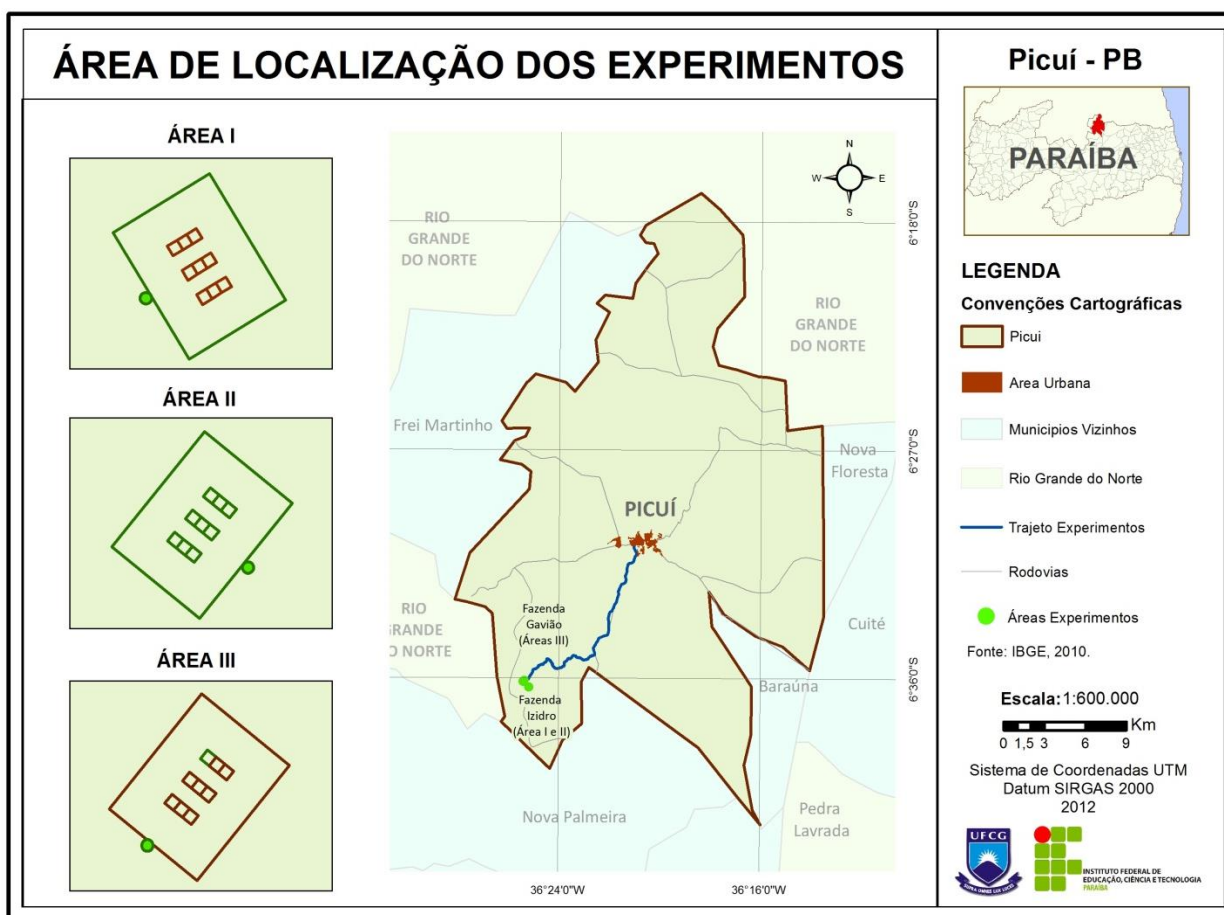 ÁREA DE LOCALIZAÇÃO DOS EXPERIMENTOS
ÁREA I
ÁREA II
ÁREA III
N
W
E
S
RIO
GRANDE
DO NORTE
RIO
GRANDE
DO NORTE
Frei Martinho
Nova
Floresta
PICUÍ
RIO
GRANDE
O NORTE
Fazenda
Gavião
(Áreas III)
Cuité
Fazenda
Izidro
(Área I e II)
Baraúna
Nova Palmeira
Pedra
Lavrada
6°18'0"S
6°27'0"S
6°36'0"S
36°24'0"W
36°16'0"W
Picuí - PB
PARAÍBA
LEGENDA
Convenções Cartográficas
Picui
Area Urbana
Municipios Vizinhos
Rio Grande do Norte
Trajeto Experimentos
Rodovias
Áreas Experimentos
Fonte: IBGE, 2010.
Escala: 1:600.000
Km
0 1,5 3 6 9
Sistema de Coordenadas UTM
Datum SIRGAS 2000
2012
UFCG
INSTITUTO FEDERAL DE
EDUCAÇÃO, CIÊNCIA E TECNOLOGIA
PARAÍBA